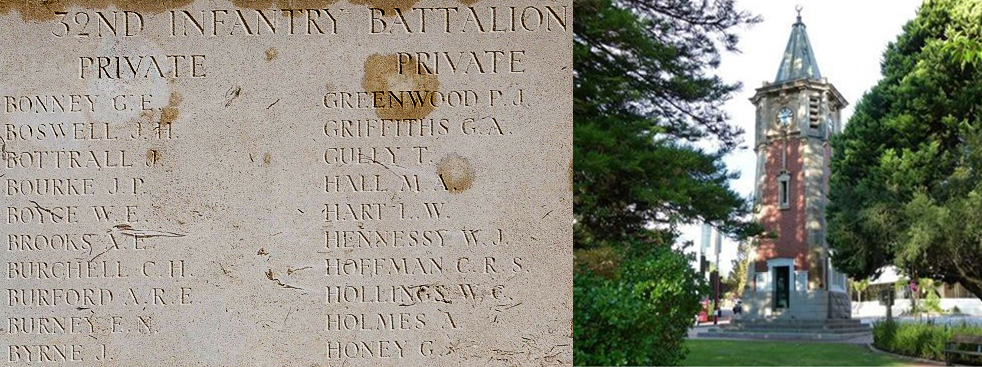 32ND INFANTRY BATTALION
PRIVATE
BONNEY G. E.
BOSWELL J. H.
BOTTRALL J.
BOURKE J. P.
BOYCE W. E.
BROOKS A. E.
BURCHELL C. H.
BURFORD A. R. E.
BURNEY E. N.
BYRNE J.
PRIVATE
GREENWOOD P. J.
GRIFFITHS G. A.
GULLY T.
HALL M. A.
HART L. W.
HENNESSY W. J.
HOFFMAN C. R. S.
HOLLINGS W. C.
HOLMES A.
HONEY G.